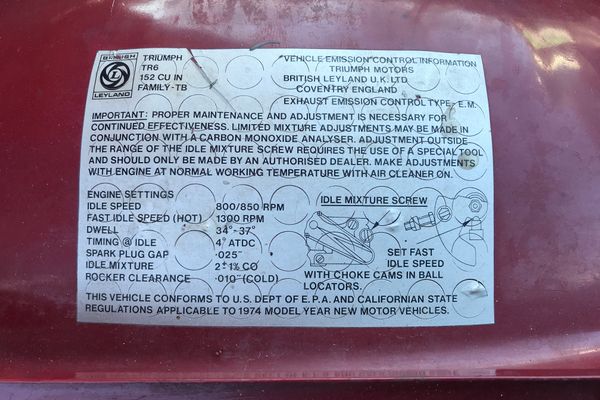 BRITISH
LEYLAND
TRIUMPH
TR6
152 CU IN
FAMILY-TB
VEHICLE EMISSION CONTROL INFORMATION
TRIUMPH MOTORS
BRITISH LEYLAND U.K. LTD
COVENTRY ENGLAND
EXHAUST EMISSION CONTROL TYPE, E.M.
IMPORTANT: PROPER MAINTENANCE AND ADJUSTMENT IS NECESSARY FOR
CONTINUED EFFECTIVENESS. LIMITED MIXTURE ADJUSTMENTS MAY BE MADE IN
CONJUNCTION WITH A CARBON MONOXIDE ANALYSER. ADJUSTMENT OUTSIDE
THE RANGE OF THE IDLE MIXTURE SCREW REQUIRES THE USE OF A SPECIAL TOOL
AND SHOULD ONLY BE MADE BY AN AUTHORISED DEALER. MAKE ADJUSTMENTS
WITH ENGINE AT NORMAL WORKING TEMPERATURE WITH AIR CLEANER ON.
ENGINE SETTINGS
IDLE SPEED 800/850 RPM
FAST IDLE SPEED (HOT) 1300 RPM
DWELL 34°-37°
TIMING @ IDLE 4° ATDC
SPARK PLUG GAP ·025"
IDLE MIXTURE 2±1% CO
ROCKER CLEARANCE ·010" (COLD)
IDLE MIXTURE SCREW
SET FAST
IDLE SPEED
WITH CHOKE CAMS IN BALL
LOCATORS.
THIS VEHICLE CONFORMS TO U.S. DEPT OF E.P.A. AND CALIFORNIAN STATE
REGULATIONS APPLICABLE TO 1974 MODEL YEAR NEW MOTOR VEHICLES.